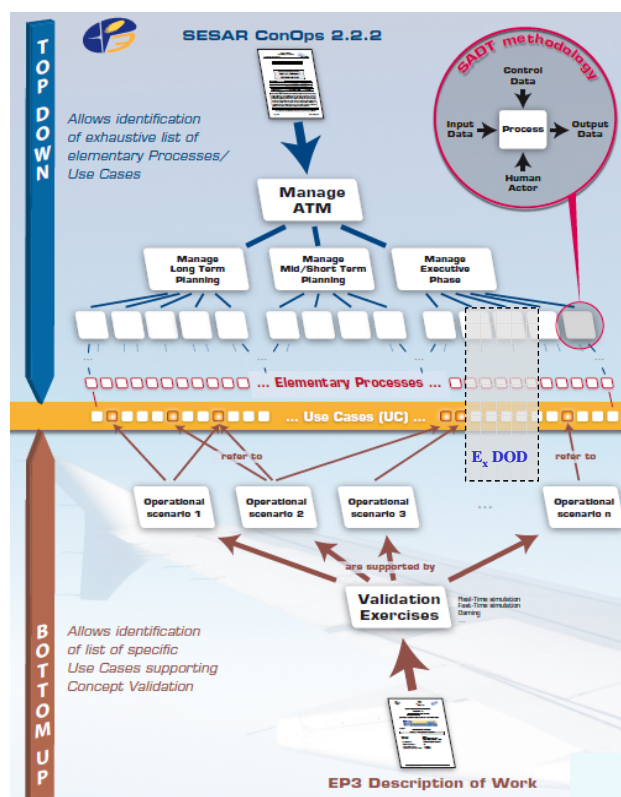 SESAR ConOps 2.2.2
TOP DOWN
Allows identification
of exhaustive list of
elementary Processes/
Use Cases
SADT methodology
Control
Data
Input
Data
Process
Output
Data
Human
Actor
Manage
ATM
Manage
Long Term
Planning
Manage
Mid/Short Term
Planning
Manage
Executive
Phase
...
...
...
...
... Elementary Processes ...
... Use Cases (UC) ...
refer to
Ex DOD
refer to
Operational
scenario 1
Operational
scenario 2
Operational
scenario 3
...
Operational
scenario n
are supported by
Validation
Exercises
Real-Time simulation
Fast-Time simulation
Gaming
...
BOTTOM UP
Allows identification
of list of specific
Use Cases supporting
Concept Validation
EP3 Description of Work